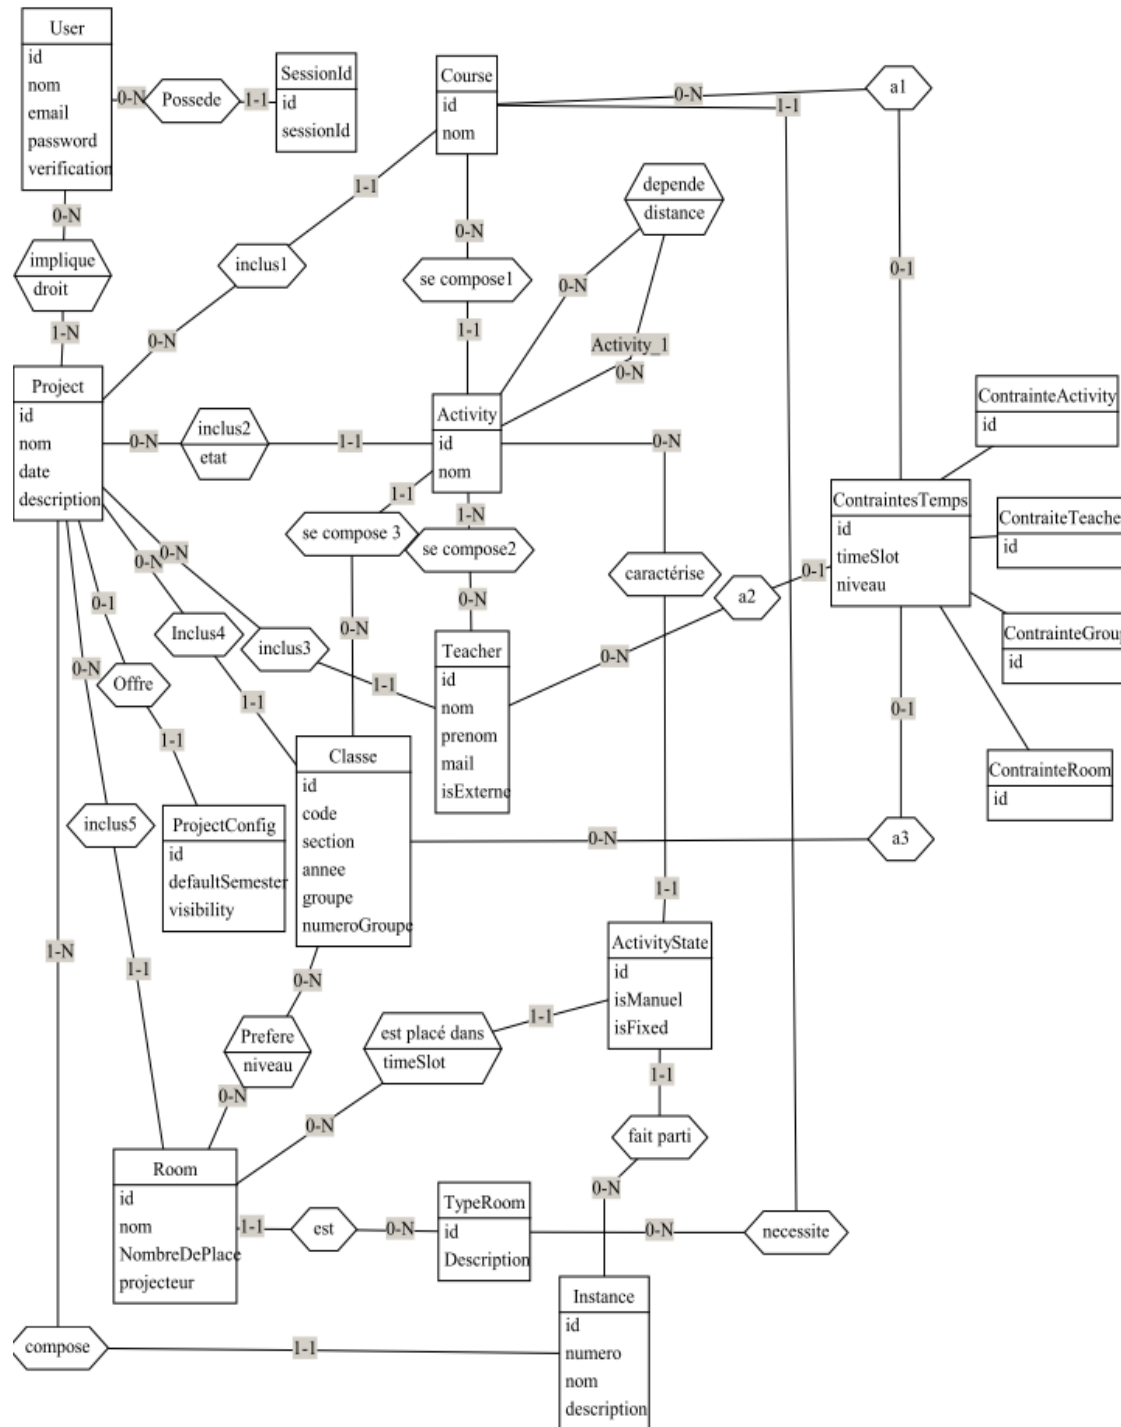 User
id
nom
email
password
verification
0-N
Possede
1-1
SessionId
id
sessionId
Course
id
nom
0-N
1-1
a1
0-N
implique
droit
1-N
1-1
inclus1
0-N
0-N
se compose1
1-1
depende
distance
0-N
Activity_1
0-N
0-1
Project
id
nom
date
description
0-N
inclus2
etat
1-1
Activity
id
nom
0-N
ContrainteActivity
id
ContraintesTemps
id
timeSlot
niveau
ContraiteTeache
id
ContrainteGroup
id
ContrainteRoom
id
1-1
se compose 3
1-N
se compose2
caractérise
0-N
0-N
0-1
0-N
Inclus4
inclus3
0-N
0-N
a2
0-1
0-N
Offre
1-1
1-1
1-1
Teacher
id
nom
prenom
mail
isExterne
0-N
0-1
Classe
id
code
section
annee
groupe
numeroGroupe
0-N
a3
inclus5
ProjectConfig
id
defaultSemester
visibility
1-N
1-1
0-N
1-1
ActivityState
id
isManuel
isFixed
Prefere
niveau
0-N
est placé dans
timeSlot
1-1
0-N
1-1
fait parti
0-N
Room
id
nom
NombreDePlace
projecteur
1-1
est
0-N
TypeRoom
id
Description
0-N
necessite
Instance
id
numero
nom
description
compose
1-1